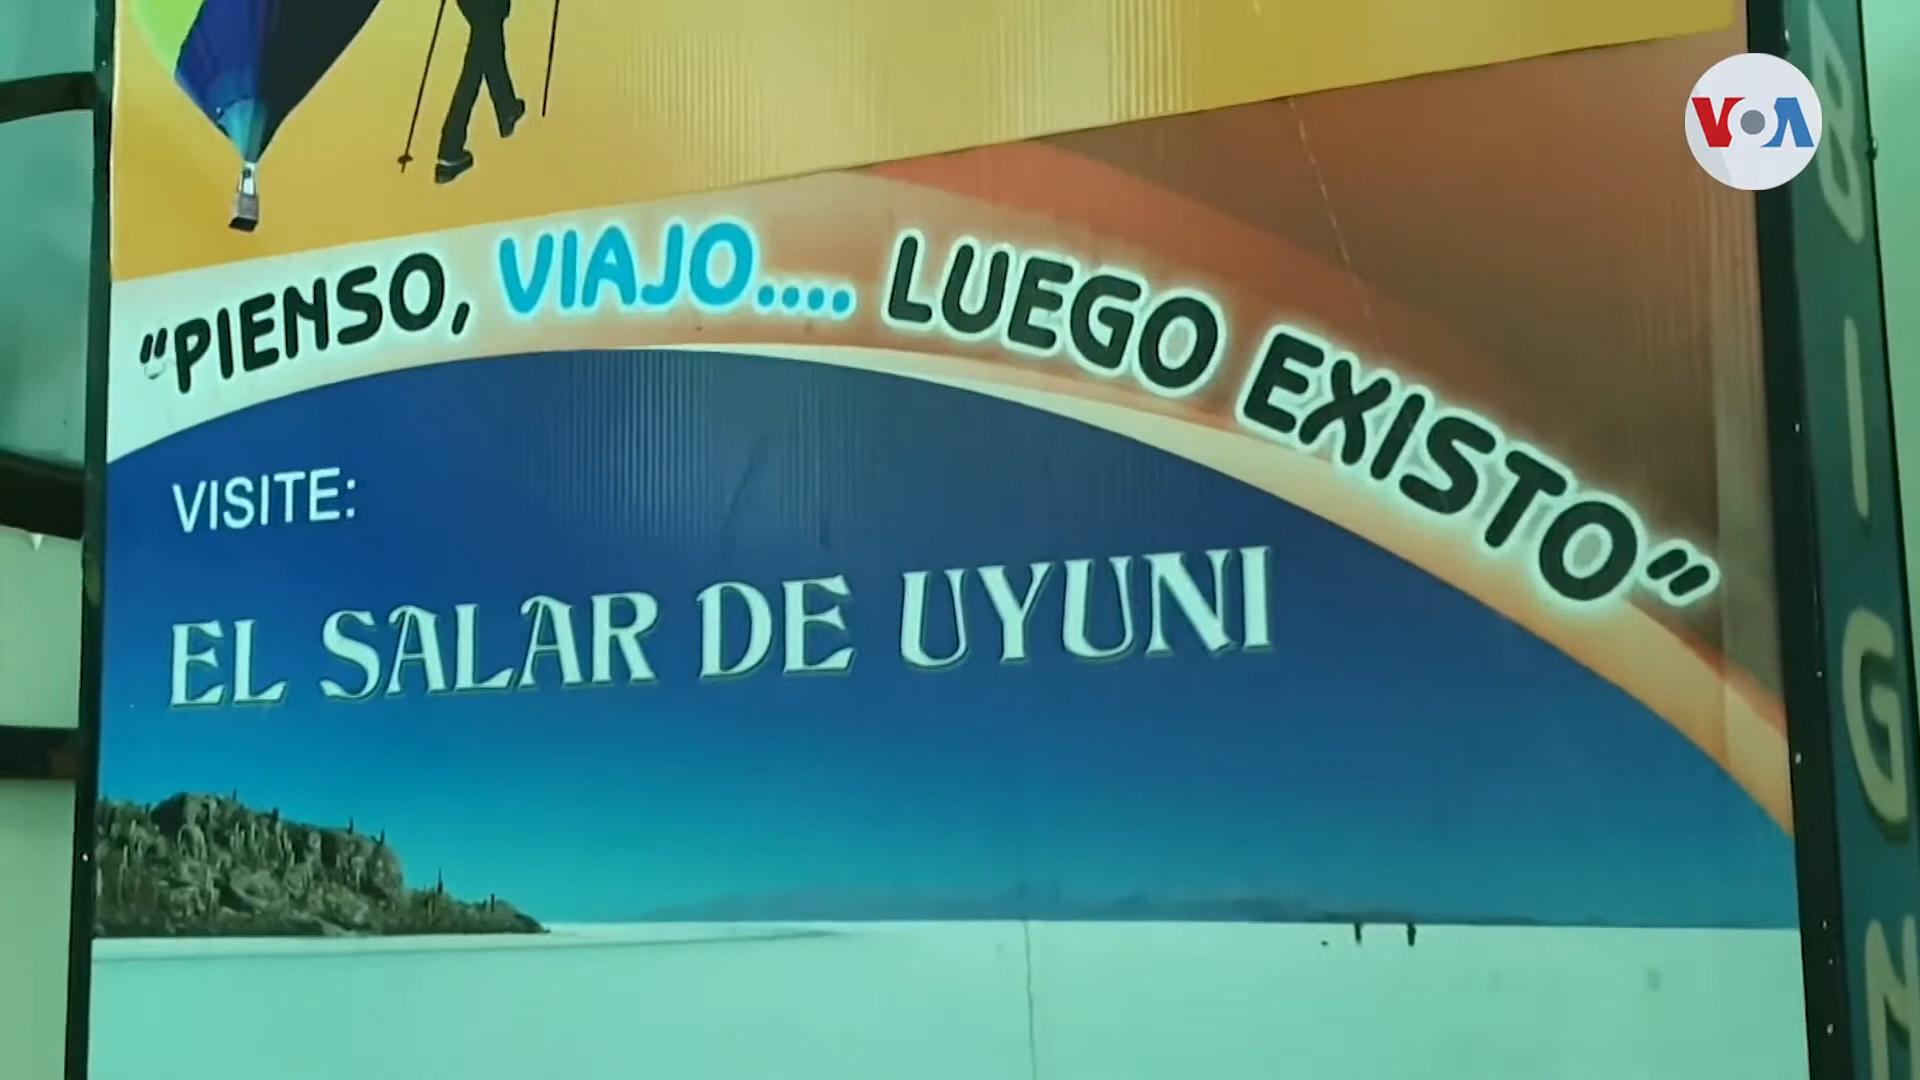 VOA
"PIENSO, VIAJO.... LUEGO EXISTO"
VISITE:
EL SALAR DE UYUNI